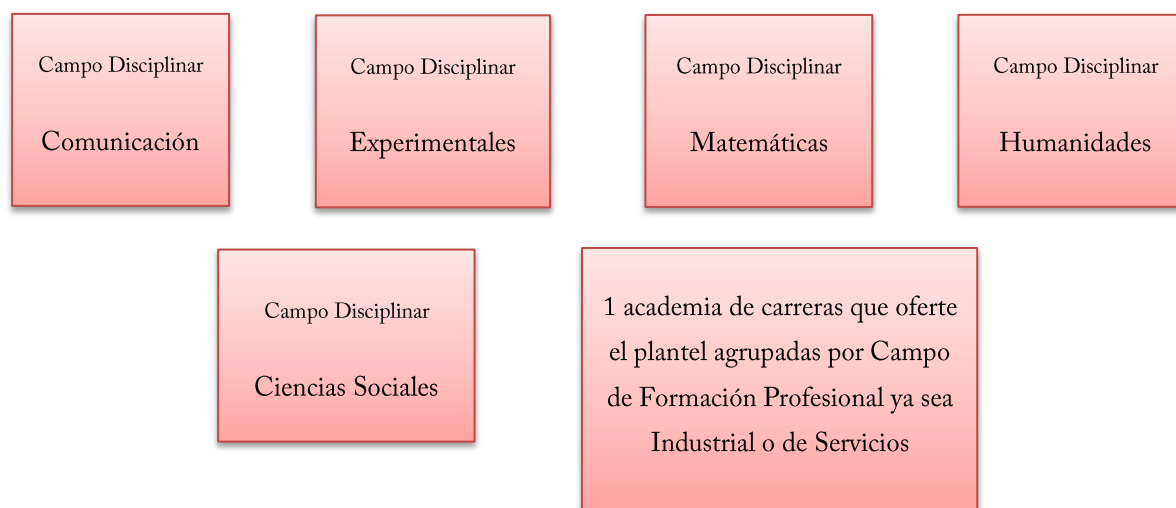 Campo Disciplinar
Comunicación
Campo Disciplinar
Experimentales
Campo Disciplinar
Matemáticas
Campo Disciplinar
Humanidades
Campo Disciplinar
Ciencias Sociales
1 academia de carreras que oferte
el plantel agrupadas por Campo
de Formación Profesional ya sea
Industrial o de Servicios